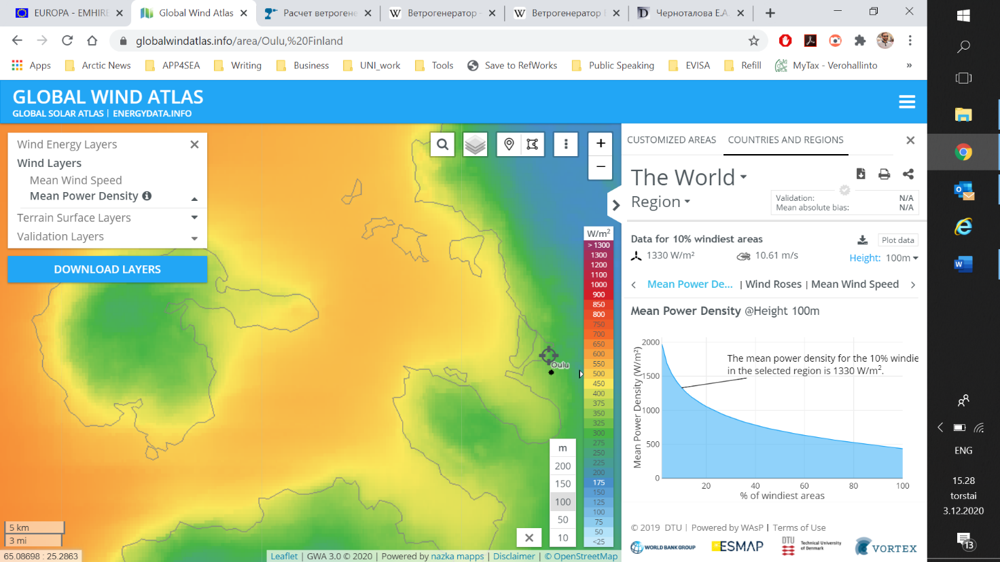 EUROPA - EMHIRE
Global Wind Atlas
Расчет ветрогене
Ветрогенератор
Ветрогенератор
Черноталова Е.А.
globalwindatlas.info/area/Oulu,%20Finland
Apps
Arctic News
APP4SEA
Writing
Business
UNI_work
Tools
Save to RefWorks
Public Speaking
EVISA
Refill
MyTax - Verohallinto
»
GLOBAL WIND ATLAS
GLOBAL SOLAR ATLAS | ENERGYDATA.INFO
Wind Energy Layers
Wind Layers
Mean Wind Speed
Mean Power Density
Terrain Surface Layers
Validation Layers
DOWNLOAD LAYERS
+
−
Oulu
W/m²
> 1300
1300
1200
1100
1000
900
850
800
750
700
650
600
550
500
450
400
375
350
325
300
275
250
225
200
175
150
125
100
75
50
<25
m
200
150
100
50
10
5 km
3 mi
65.08698 : 25.2863
Leaflet | GWA 3.0 © 2020 | Powered by nazka mapps | Disclaimer | © OpenStreetMap
CUSTOMIZED AREAS
COUNTRIES AND REGIONS
The World
Region
Validation: N/A
Mean absolute bias: N/A
Data for 10% windiest areas
Plot data
1330 W/m²
10.61 m/s
Height: 100m
Mean Power De... | Wind Roses | Mean Wind Speed
Mean Power Density @Height 100m
Mean Power Density (W/m²)
2000
1500
1000
500
0
The mean power density for the 10% windie
in the selected region is 1330 W/m².
20
40
60
80
100
% of windiest areas
© 2019 DTU | Powered by WAsP | Terms of Use
WORLD BANK GROUP
ESMAP
DTU
Technical University
of Denmark
VORTEX
ENG
15.28
torstai
3.12.2020
13